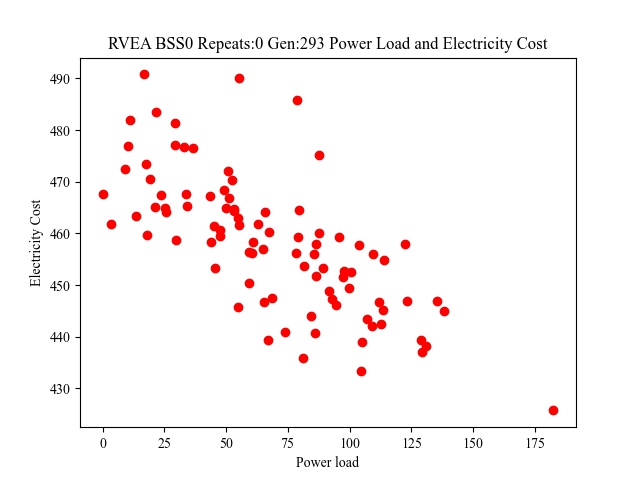 RVEA BSS0 Repeats:0 Gen:293 Power Load and Electricity Cost
490
480
470
460
450
440
430
Electricity Cost
0 25 50 75 100 125 150 175
Power load